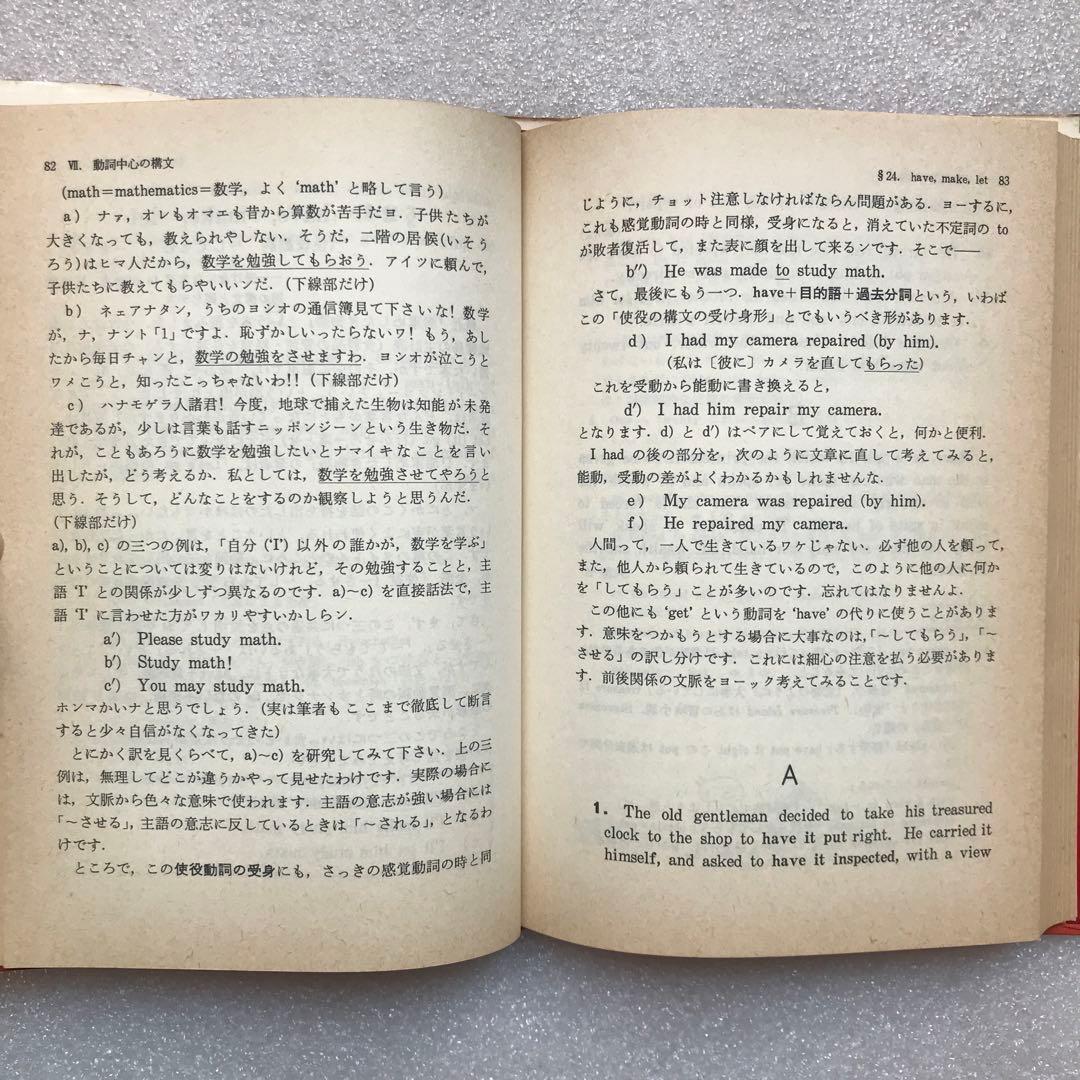 82 Ⅶ. 動詞中心の構文
(math=mathematics=数学，よく 'math' と略して言う)
a) ナァ，オレもオマエも昔から算数が苦手だヨ．子供たちが
大きくなっても，教えられやしない．そうだ，二階の居候(いそう
ろう)はヒマ人だから，数学を勉強してもらおう．アイツに頼んで，
子供たちに教えてもらやいいンだ．(下線部だけ)
b) ネェアナタン，うちのヨシオの通信簿見て下さいな! 数学
が，ナ，ナント「1」ですよ．恥ずかしいったらないワ! もう，あし
たから毎日チャンと，数学の勉強をさせますわ．ヨシオが泣こうと
ワメこうと，知ったこっちゃないわ!! (下線部だけ)
c) ハナモゲラ人諸君! 今度，地球で捕えた生物は知能が未発
達であるが，少しは言葉も話すニッポンジーンという生き物だ．そ
れが，こともあろうに数学を勉強したいとナマイキなことを言い
出したが，どう考えるか．私としては，数学を勉強させてやろうと
思う．そうして，どんなことをするのか観察しようと思うんだ．
(下線部だけ)
a), b), c) の三つの例は，「自分 ('I') 以外の誰かが，数学を学ぶ」
ということについては変りはないけれど，その勉強することと，主
語 'I' との関係が少しずつ異なるのです．a)~c) を直接話法で，主
語 'I' に言わせた方がワカリやすいかしらン．
a′) Please study math.
b′) Study math!
c′) You may study math.
ホンマかいナと思うでしょう．(実は筆者もここまで徹底して断言
すると少々自信がなくなってきた)
とにかく訳を見くらべて，a)~c) を研究してみて下さい．上の三
例は，無理してどこが違うかやって見せたわけです．実際の場合に
は，文脈から色々な意味で使われます．主語の意志が強い場合には
「～させる」，主語の意志に反しているときは「～される」，となるわ
けです．
ところで，この使役動詞の受身にも，さっきの感覚動詞の時と同
§24. have, make, let 83
じように，チョット注意しなければならん問題がある．ヨーするに，
これも感覚動詞の時と同様，受身になると，消えていた不定詞の to
が敗者復活して，また表に顔を出して来るンです．そこで──
b″) He was made to study math.
さて，最後にもう一つ．have＋目的語＋過去分詞という，いわば
この「使役の構文の受け身形」とでもいうべき形があります．
d) I had my camera repaired (by him).
(私は〔彼に〕カメラを直してもらった)
これを受動から能動に書き換えると，
d′) I had him repair my camera.
となります．d) と d′) はペアにして覚えておくと，何かと便利．
I had の後の部分を，次のように文章に直して考えてみると，
能動，受動の差がよくわかるかもしれませんな．
e) My camera was repaired (by him).
f) He repaired my camera.
人間って，一人で生きているワケじゃない．必ず他の人を頼って，
また，他人から頼られて生きているので，このように他の人に何か
を「してもらう」ことが多いのです．忘れてはなりませんよ．
この他にも 'get' という動詞を 'have' の代りに使うことがありま
す．意味をつかもうとする場合に大事なのは，「～してもらう」，「～
させる」の訳し分けです．これには細心の注意を払う必要がありま
す．前後関係の文脈をヨーック考えてみることです．
A
1. The old gentleman decided to take his treasured
clock to the shop to have it put right. He carried it
himself, and asked to have it inspected, with a view